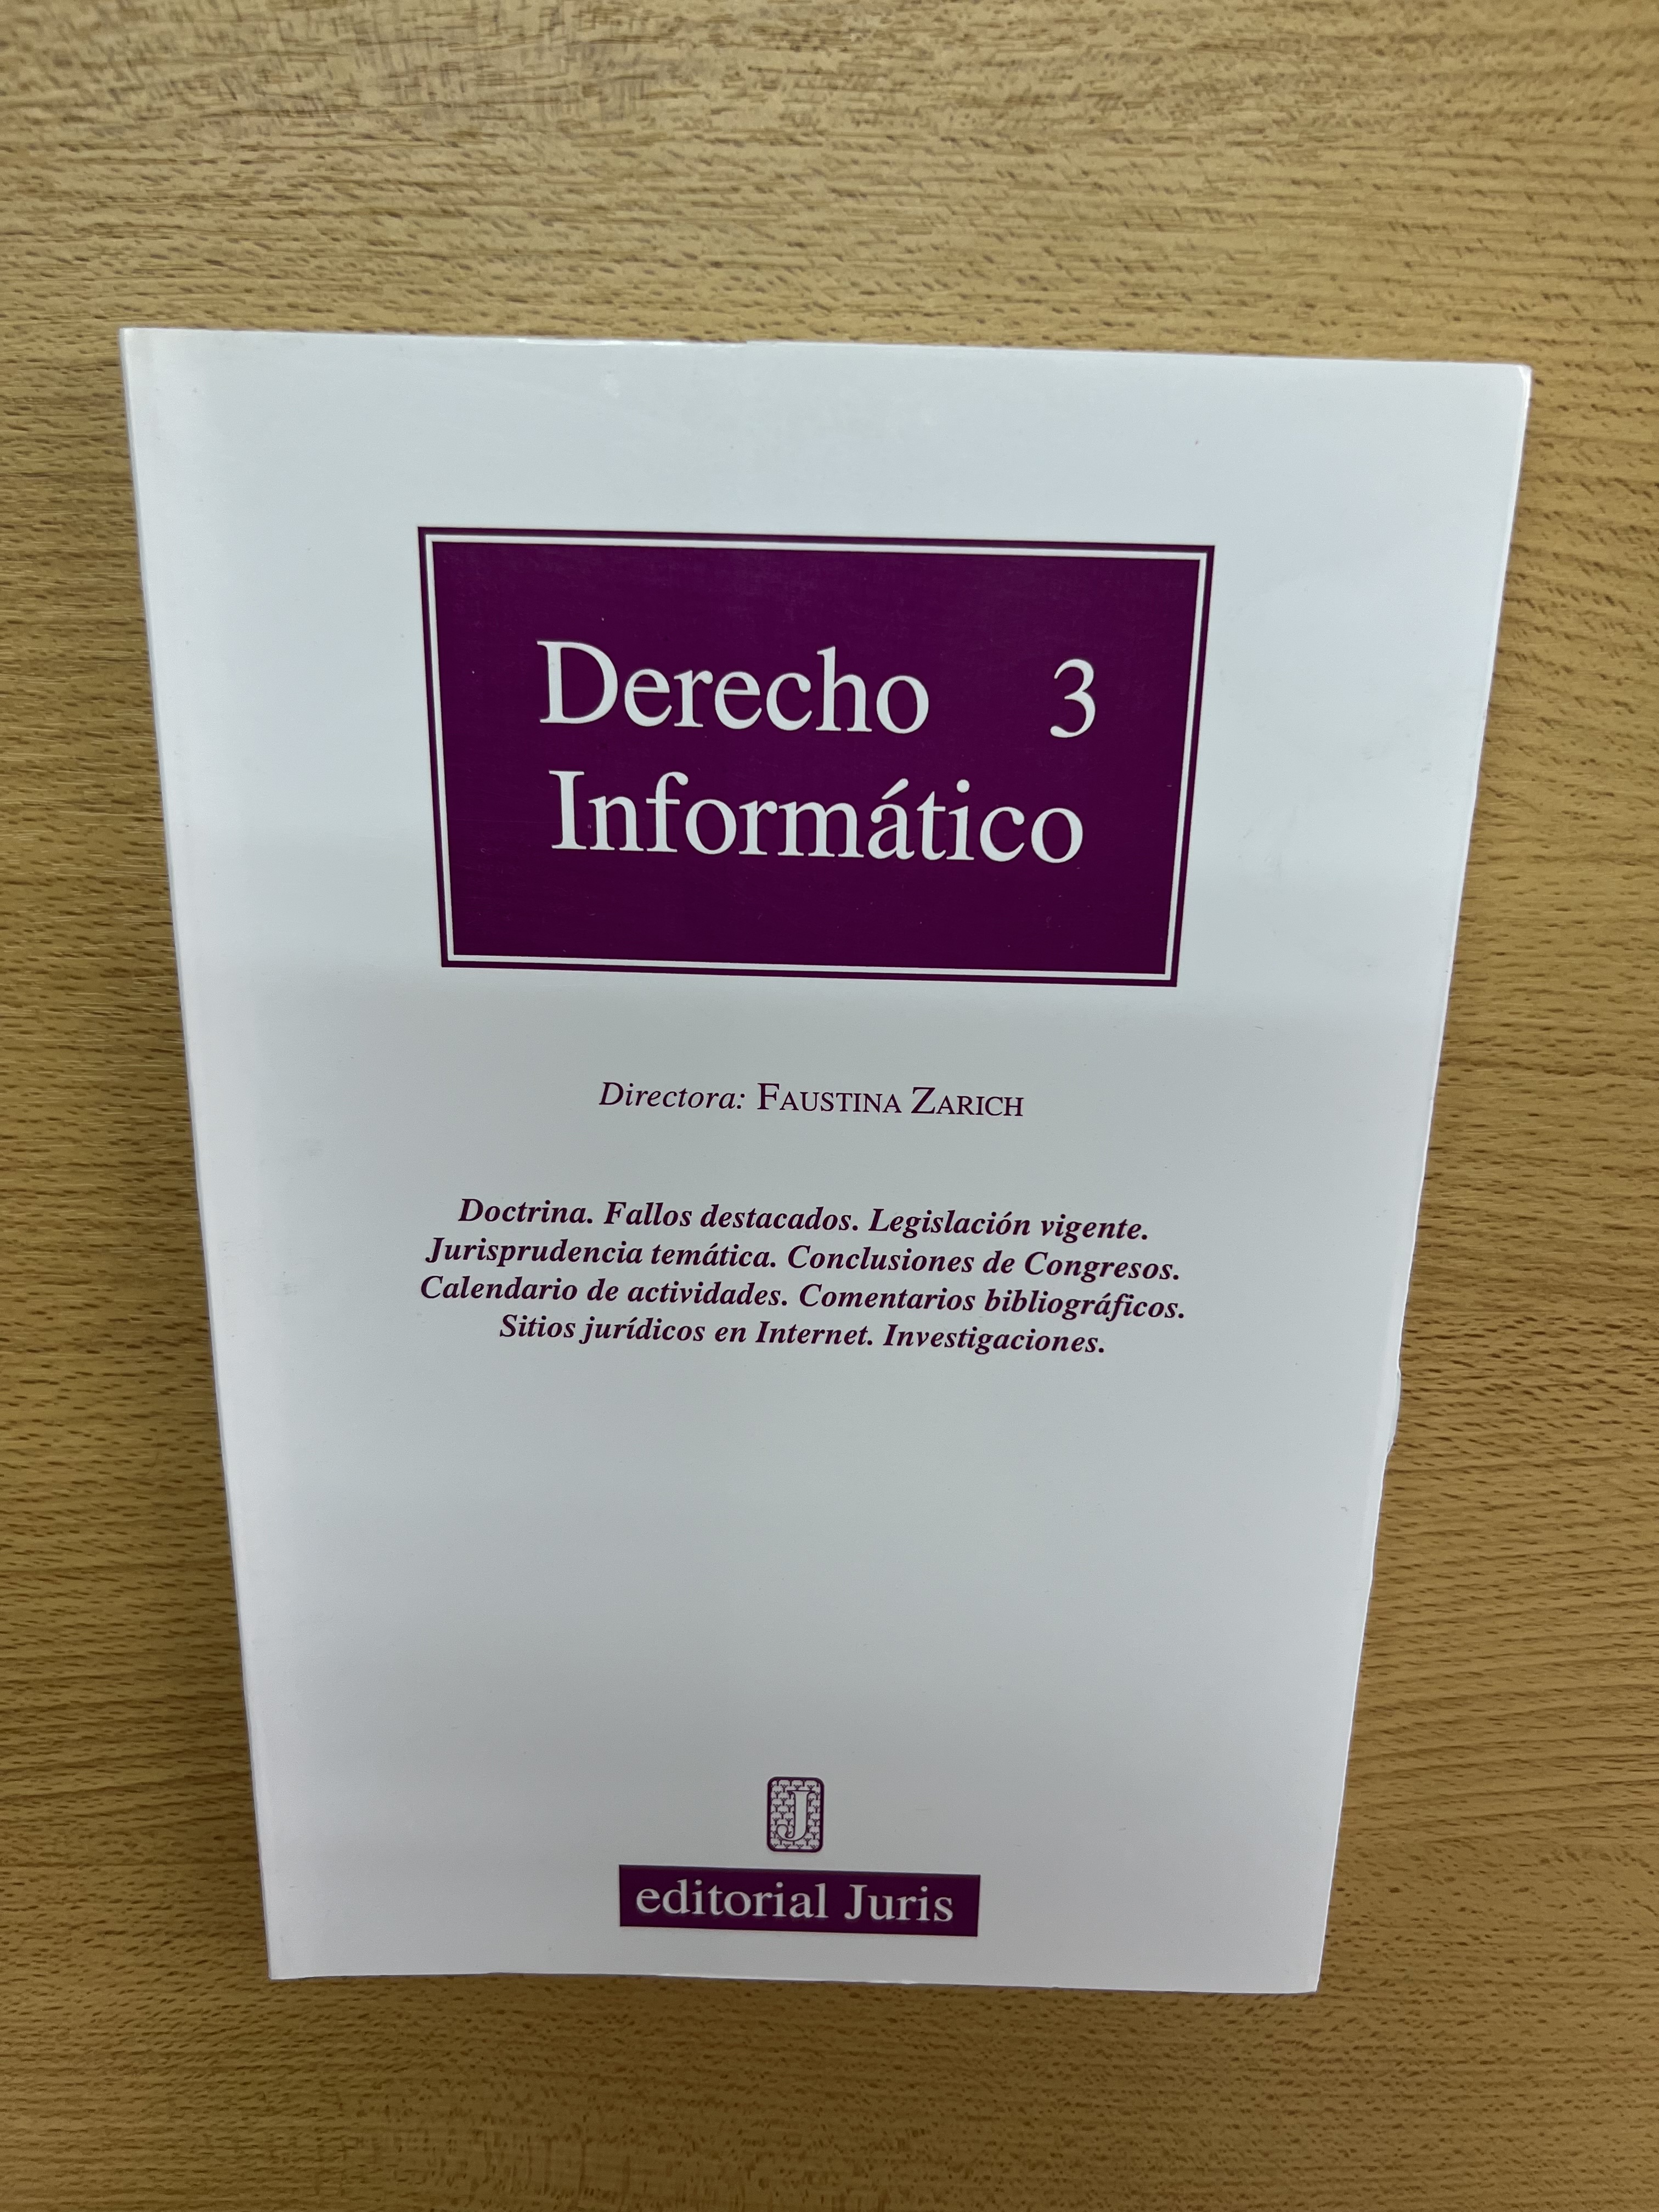 Derecho 3
Informático
Directora: FAUSTINA ZARICH
Doctrina. Fallos destacados. Legislación vigente.
Jurisprudencia temática. Conclusiones de Congresos.
Calendario de actividades. Comentarios bibliográficos.
Sitios jurídicos en Internet. Investigaciones.
J
editorial Juris